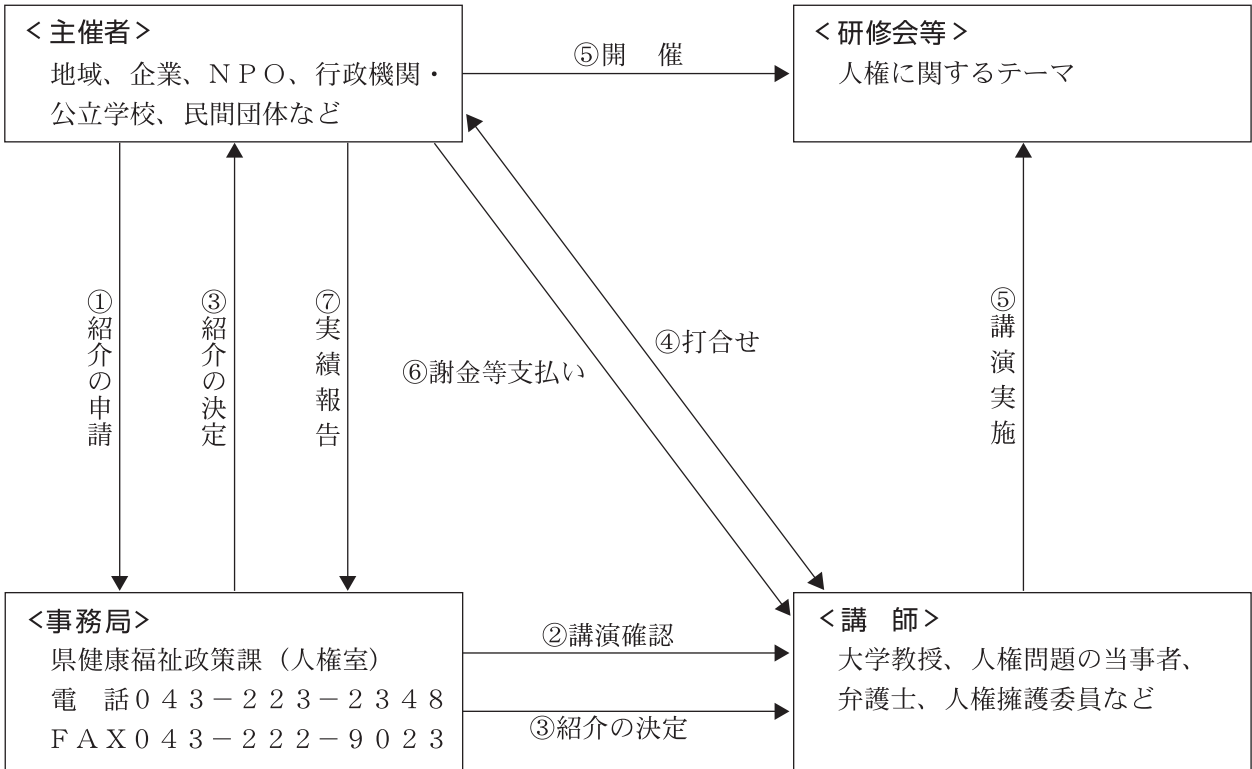 <主催者>
地域、企業、ＮＰＯ、行政機関・
公立学校、民間団体など
⑤開　催
<研修会等>
人権に関するテーマ
①紹介の申請
③紹介の決定
⑦実績報告
⑥謝金等支払い
④打合せ
⑤講演実施
<事務局>
県健康福祉政策課（人権室）
電　話０４３－２２３－２３４８
ＦＡＸ０４３－２２２－９０２３
②講演確認
③紹介の決定
<講　師>
大学教授、人権問題の当事者、
弁護士、人権擁護委員など